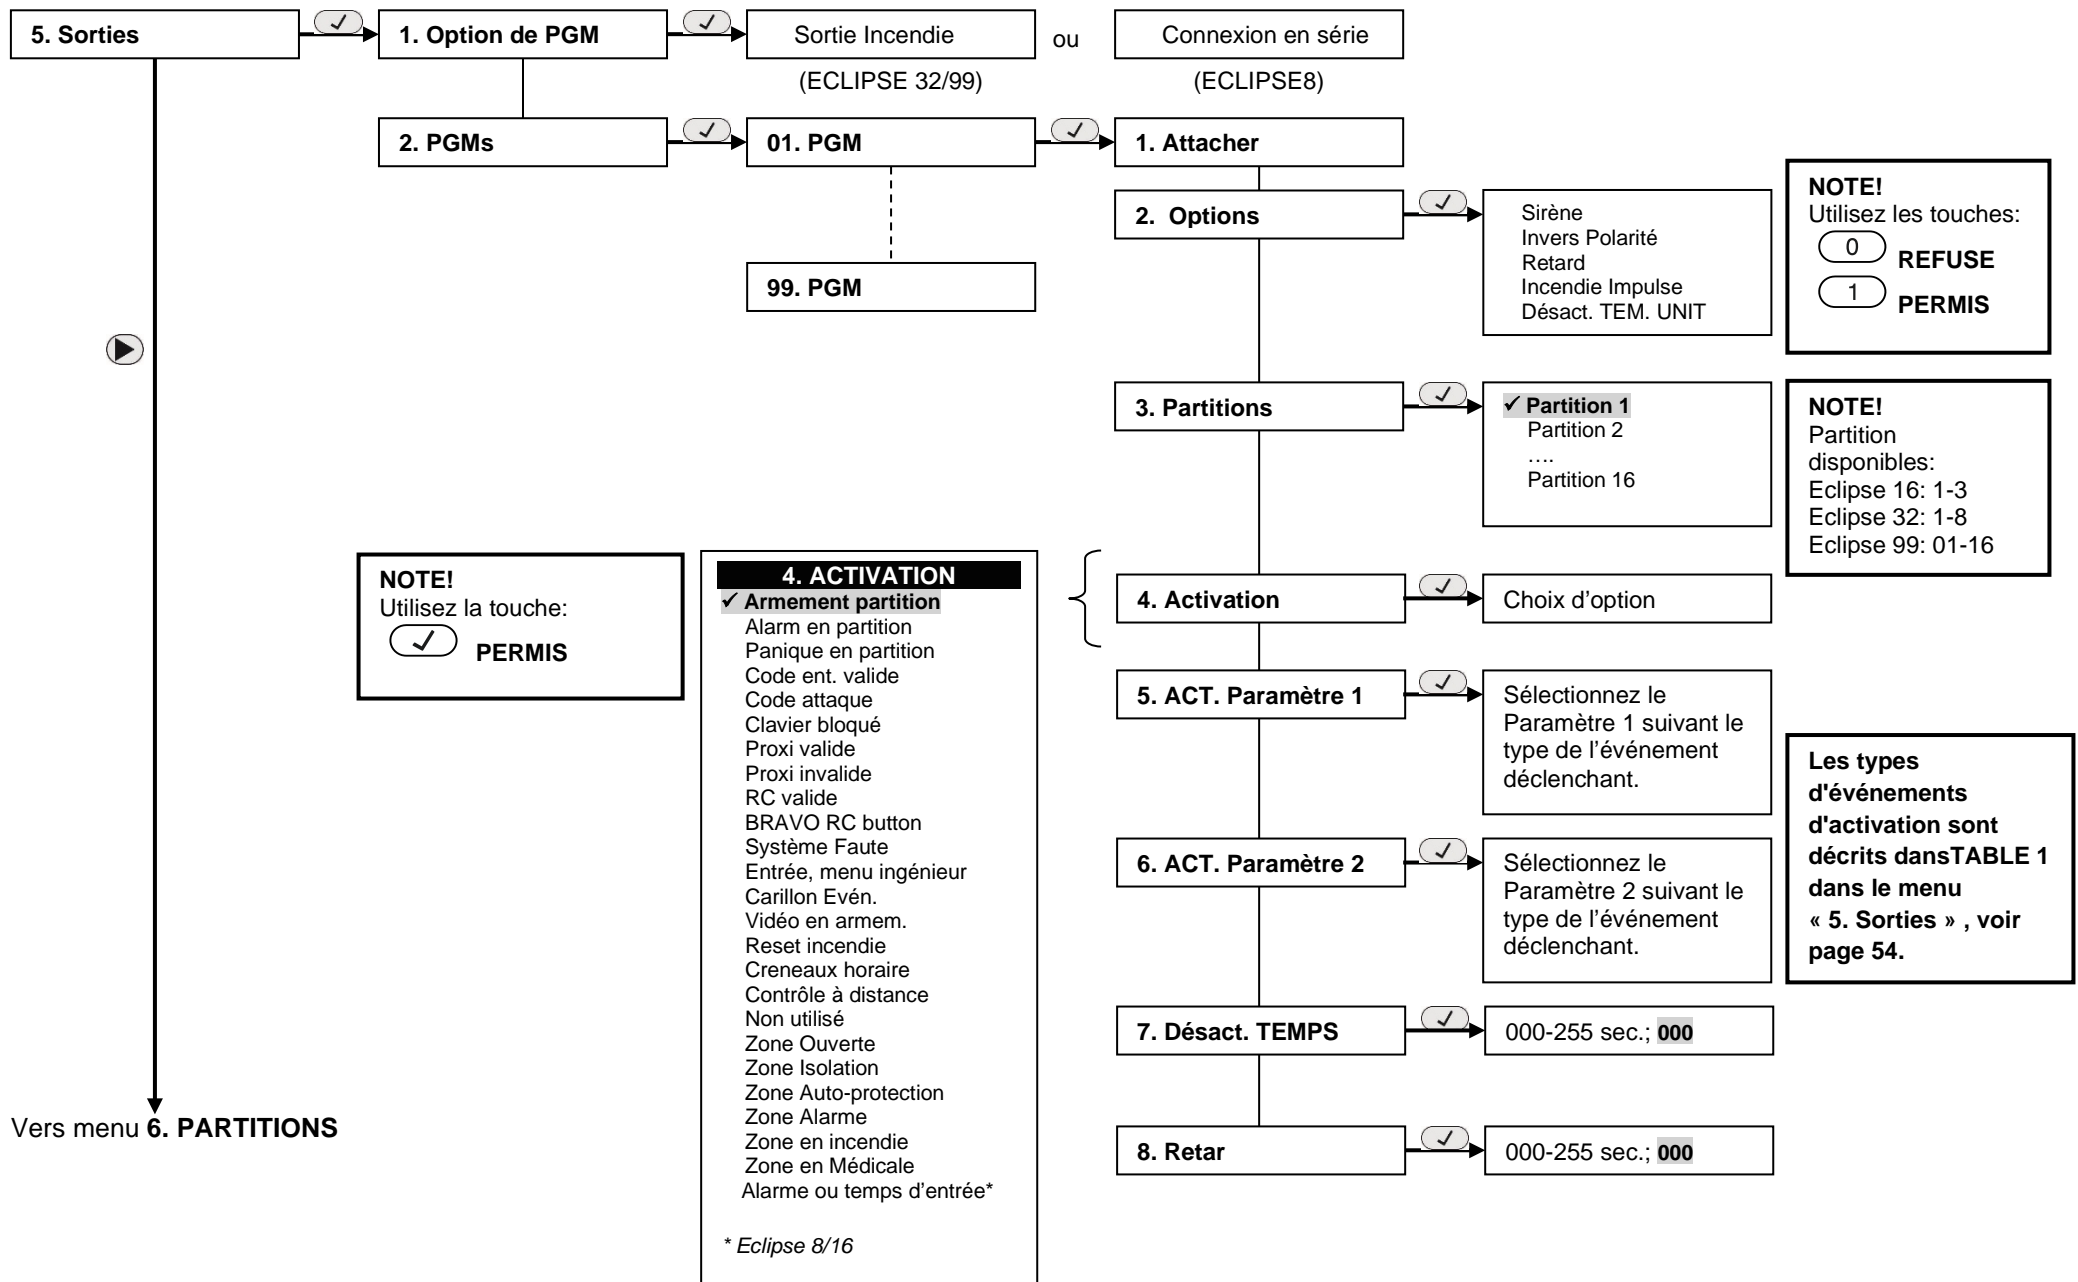 5. Sorties
1. Option de PGM
Sortie Incendie
ou
Connexion en série
(ECLIPSE 32/99)
(ECLIPSE8)
2. PGMs
01. PGM
1. Attacher
99. PGM
2. Options
Sirène
Invers Polarité
Retard
Incendie Impulse
Désact. TEM. UNIT
NOTE!
Utilisez les touches:
0 REFUSE
1 PERMIS
3. Partitions
✓ Partition 1
Partition 2
….
Partition 16
NOTE!
Partition
disponibles:
Eclipse 16: 1-3
Eclipse 32: 1-8
Eclipse 99: 01-16
NOTE!
Utilisez la touche:
✓ PERMIS
4. ACTIVATION
✓ Armement partition
Alarm en partition
Panique en partition
Code ent. valide
Code attaque
Clavier bloqué
Proxi valide
Proxi invalide
RC valide
BRAVO RC button
Système Faute
Entrée, menu ingénieur
Carillon Evén.
Vidéo en armem.
Reset incendie
Creneaux horaire
Contrôle à distance
Non utilisé
Zone Ouverte
Zone Isolation
Zone Auto-protection
Zone Alarme
Zone en incendie
Zone en Médicale
Alarme ou temps d’entrée*
* Eclipse 8/16
4. Activation
Choix d’option
5. ACT. Paramètre 1
Sélectionnez le
Paramètre 1 suivant le
type de l’événement
déclenchant.
6. ACT. Paramètre 2
Sélectionnez le
Paramètre 2 suivant le
type de l’événement
déclenchant.
Les types
d'événements
d'activation sont
décrits dansTABLE 1
dans le menu
« 5. Sorties » , voir
page 54.
7. Désact. TEMPS
000-255 sec.; 000
8. Retar
000-255 sec.; 000
Vers menu 6. PARTITIONS